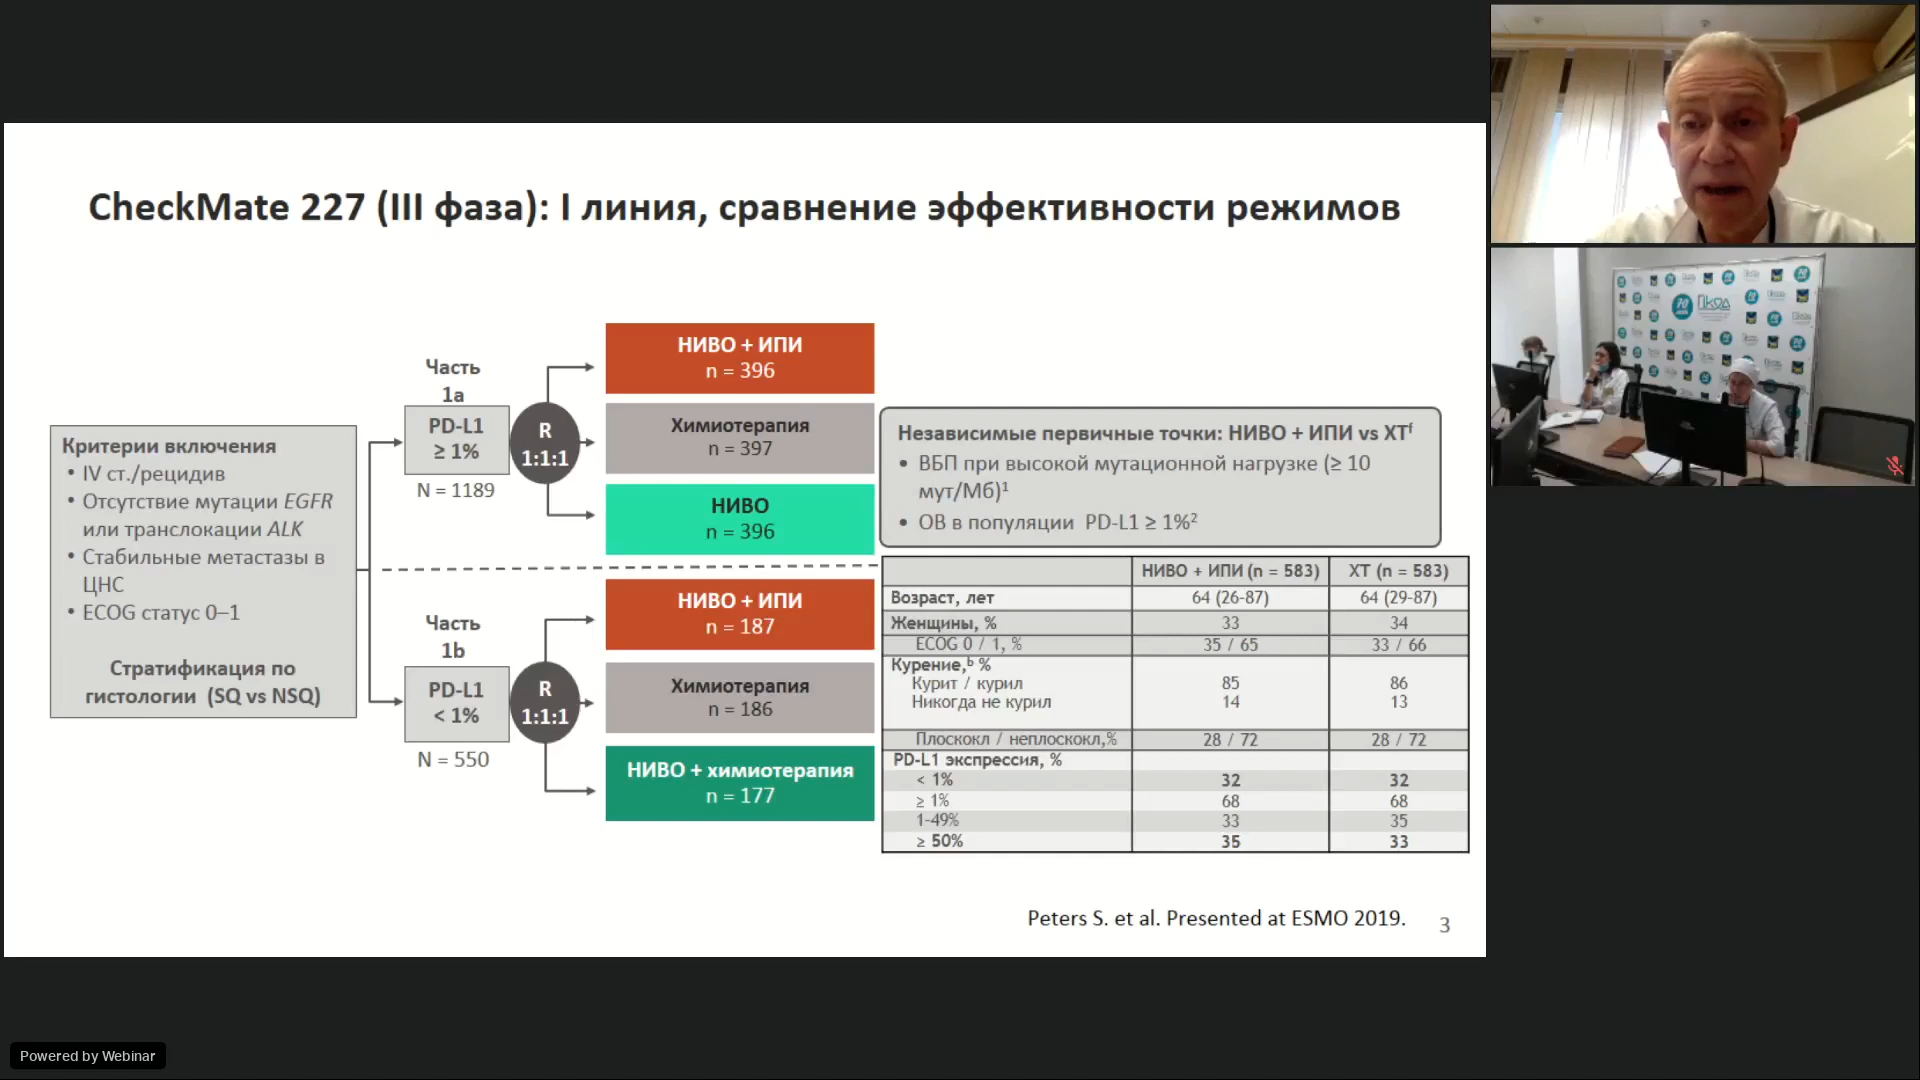 CheckMate 227 (III фаза): I линия, сравнение эффективности режимов
Критерии включения
• IV ст./рецидив
• Отсутствие мутации EGFR
или транслокации ALK
• Стабильные метастазы в
ЦНС
• ECOG статус 0–1
Стратификация по
гистологии (SQ vs NSQ)
Часть
1a
PD-L1
≥ 1%
N = 1189
R
1:1:1
НИВО + ИПИ
n = 396
Химиотерапия
n = 397
НИВО
n = 396
Часть
1b
PD-L1
< 1%
N = 550
R
1:1:1
НИВО + ИПИ
n = 187
Химиотерапия
n = 186
НИВО + химиотерапия
n = 177
Независимые первичные точки: НИВО + ИПИ vs ХТᶠ
• ВБП при высокой мутационной нагрузке (≥ 10
мут/Мб)¹
• ОВ в популяции PD-L1 ≥ 1%²
НИВО + ИПИ (n = 583) ХТ (n = 583)
Возраст, лет 64 (26-87) 64 (29-87)
Женщины, % 33 34
ECOG 0 / 1, % 35 / 65 33 / 66
Курение,ᵇ %
Курит / курил 85 86
Никогда не курил 14 13
Плоскокл / неплоскокл,% 28 / 72 28 / 72
PD-L1 экспрессия, %
< 1% 32 32
≥ 1% 68 68
1-49% 33 35
≥ 50% 35 33
Peters S. et al. Presented at ESMO 2019.
3
Powered by Webinar